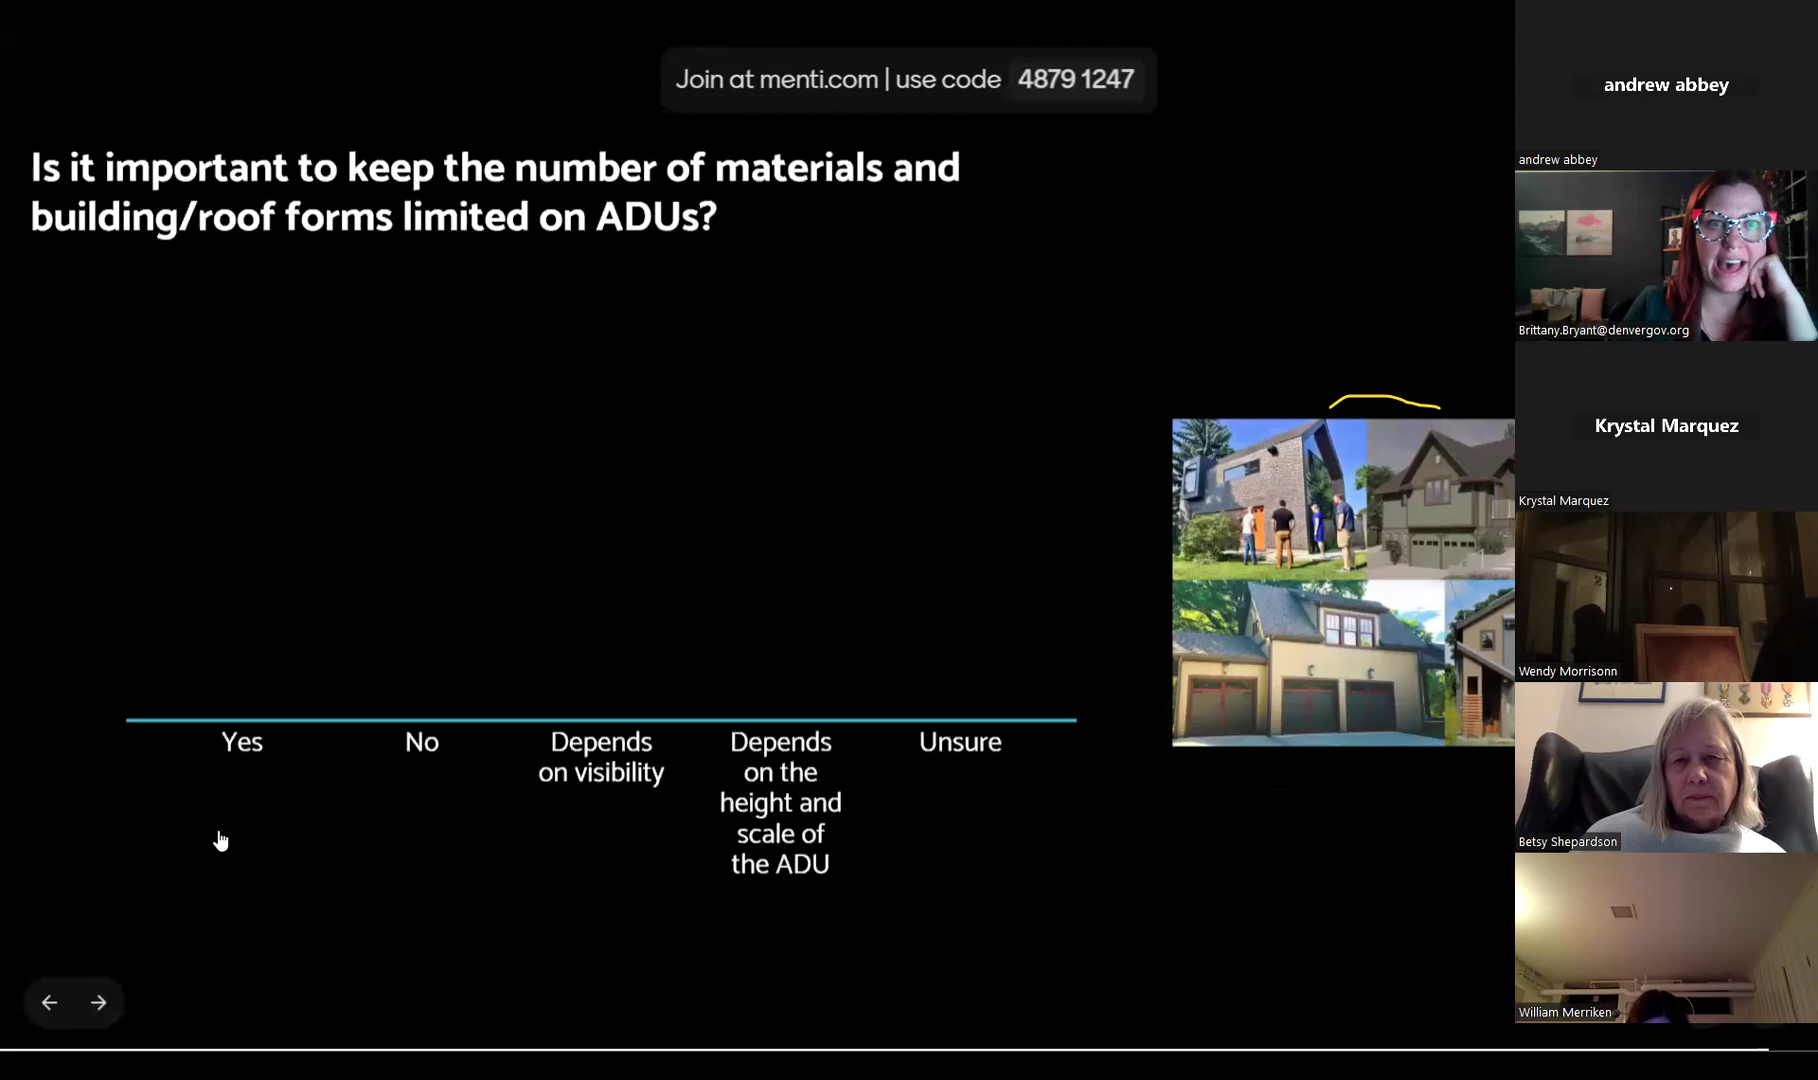 Join at menti.com | use code 4879 1247
Is it important to keep the number of materials and
building/roof forms limited on ADUs?
Yes
No
Depends
on visibility
Depends
on the
height and
scale of
the ADU
Unsure
andrew abbey
andrew abbey
Brittany.Bryant@denvergov.org
Krystal Marquez
Krystal Marquez
Wendy Morrisonn
Betsy Shepardson
William Merriken